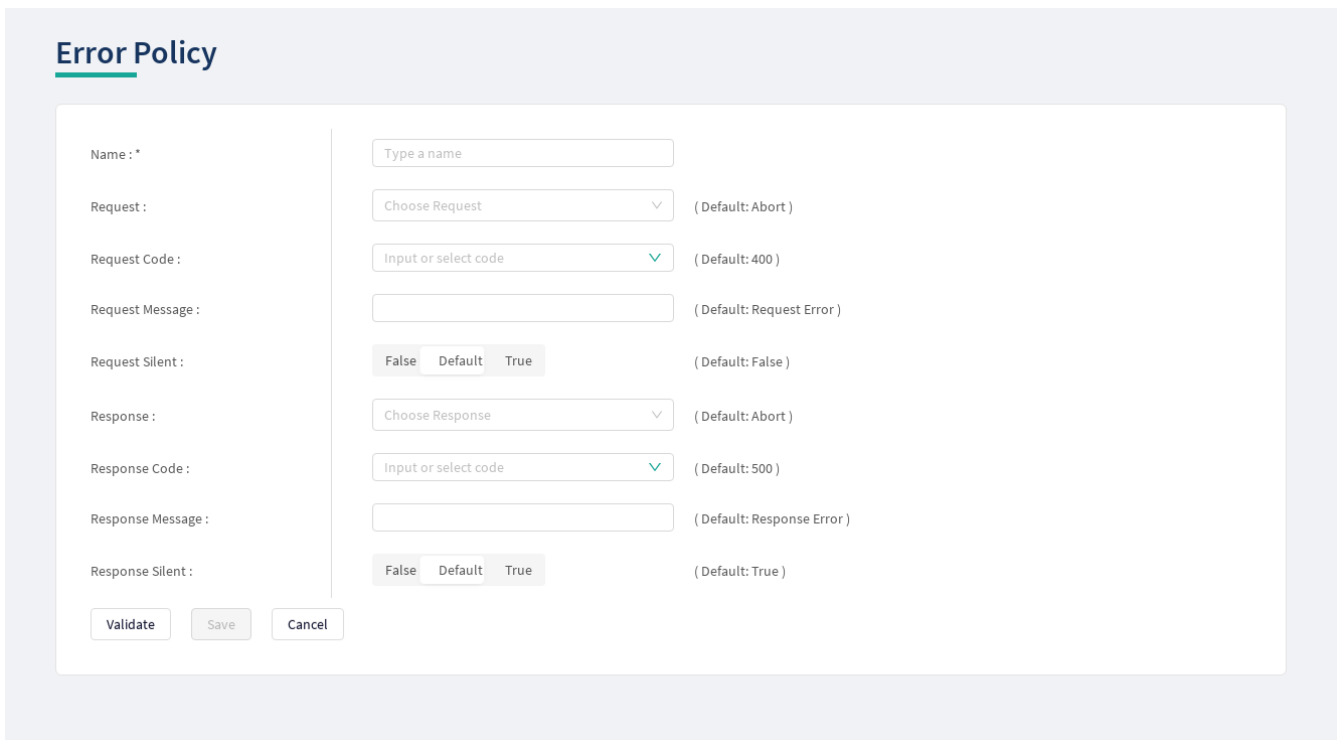 Error Policy
Name : * Type a name
Request : Choose Request ( Default: Abort )
Request Code : Input or select code ( Default: 400 )
Request Message : ( Default: Request Error )
Request Silent : False Default True ( Default: False )
Response : Choose Response ( Default: Abort )
Response Code : Input or select code ( Default: 500 )
Response Message : ( Default: Response Error )
Response Silent : False Default True ( Default: True )
Validate Save Cancel